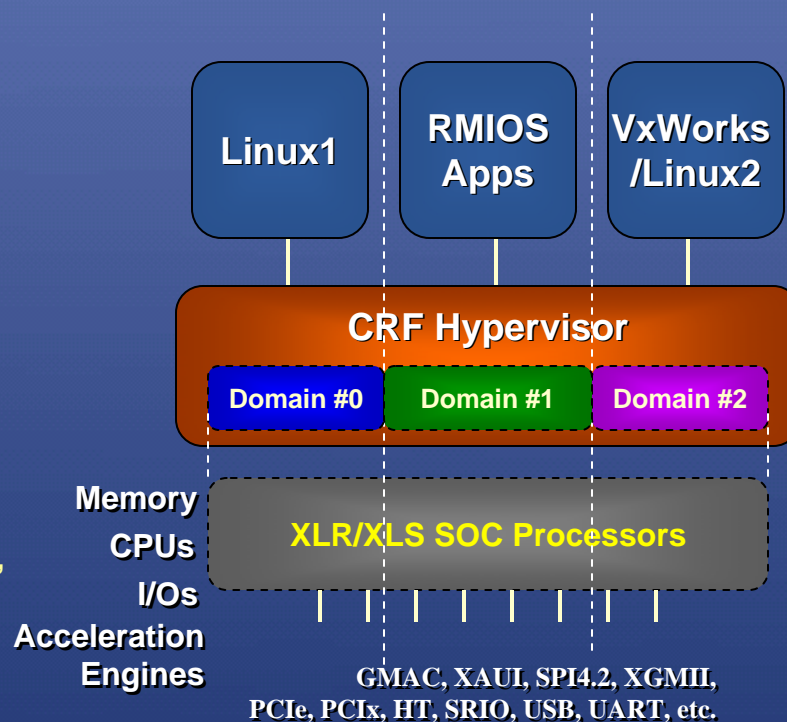 Linux1
RMIOS
Apps
VxWorks
/Linux2
CRF Hypervisor
Domain #0
Domain #1
Domain #2
Memory
CPUs
I/Os
Acceleration
Engines
XLR/XLS SOC Processors
GMAC, XAUI, SPI4.2, XGMII,
PCIe, PCIx, HT, SRIO, USB, UART, etc.